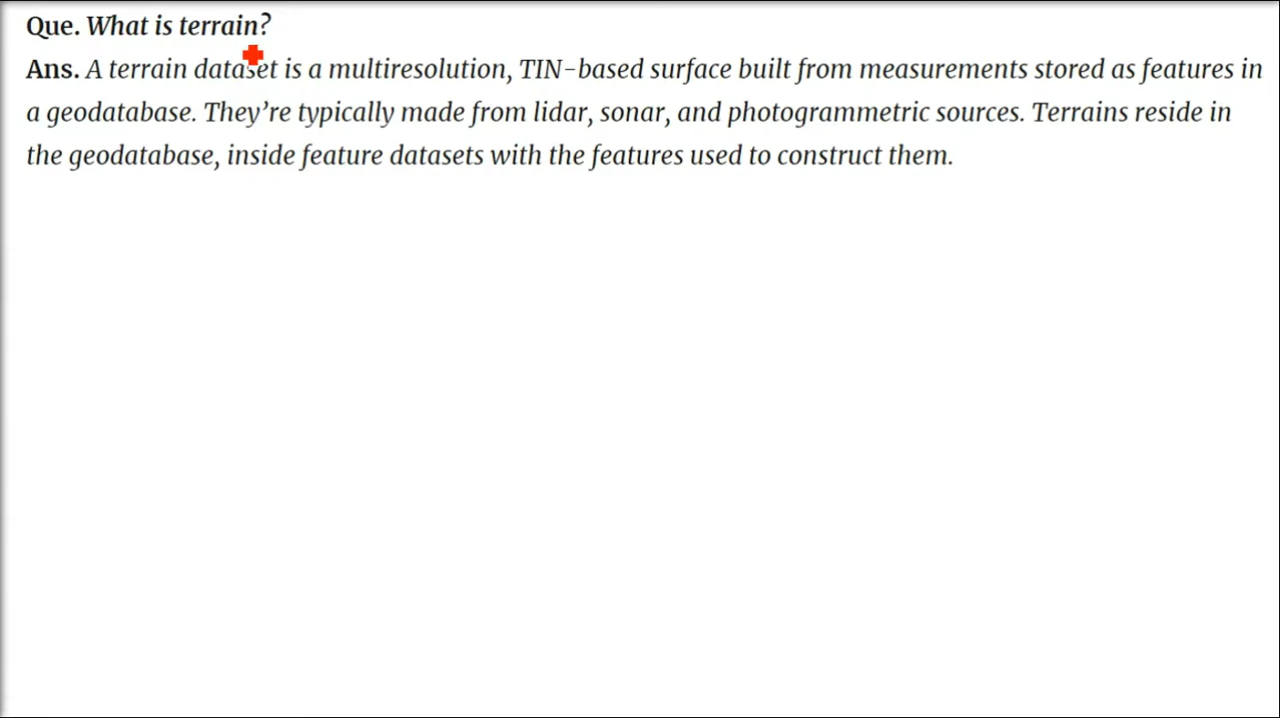 Que. What is terrain?
Ans. A terrain dataset is a multiresolution, TIN-based surface built from measurements stored as features in
a geodatabase. They’re typically made from lidar, sonar, and photogrammetric sources. Terrains reside in
the geodatabase, inside feature datasets with the features used to construct them.